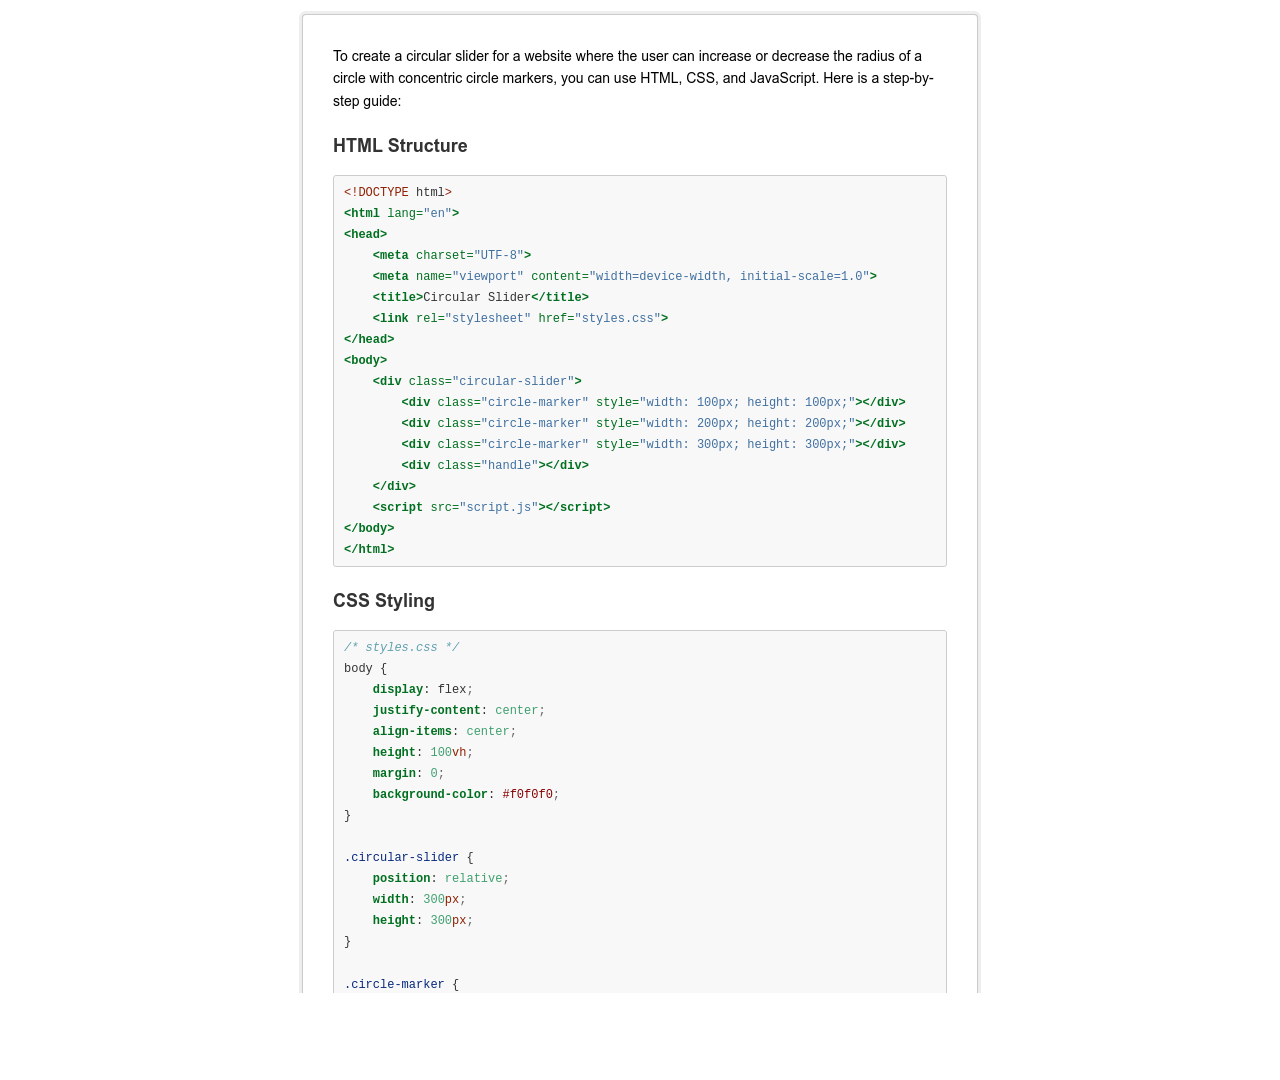 To create a circular slider for a website where the user can increase or decrease the radius of a
circle with concentric circle markers, you can use HTML, CSS, and JavaScript. Here is a step-by-
step guide:
HTML Structure
<!DOCTYPE html>
<html lang="en">
<head>
    <meta charset="UTF-8">
    <meta name="viewport" content="width=device-width, initial-scale=1.0">
    <title>Circular Slider</title>
    <link rel="stylesheet" href="styles.css">
</head>
<body>
    <div class="circular-slider">
        <div class="circle-marker" style="width: 100px; height: 100px;"></div>
        <div class="circle-marker" style="width: 200px; height: 200px;"></div>
        <div class="circle-marker" style="width: 300px; height: 300px;"></div>
        <div class="handle"></div>
    </div>
    <script src="script.js"></script>
</body>
</html>
CSS Styling
/* styles.css */
body {
    display: flex;
    justify-content: center;
    align-items: center;
    height: 100vh;
    margin: 0;
    background-color: #f0f0f0;
}
.circular-slider {
    position: relative;
    width: 300px;
    height: 300px;
}
.circle-marker {